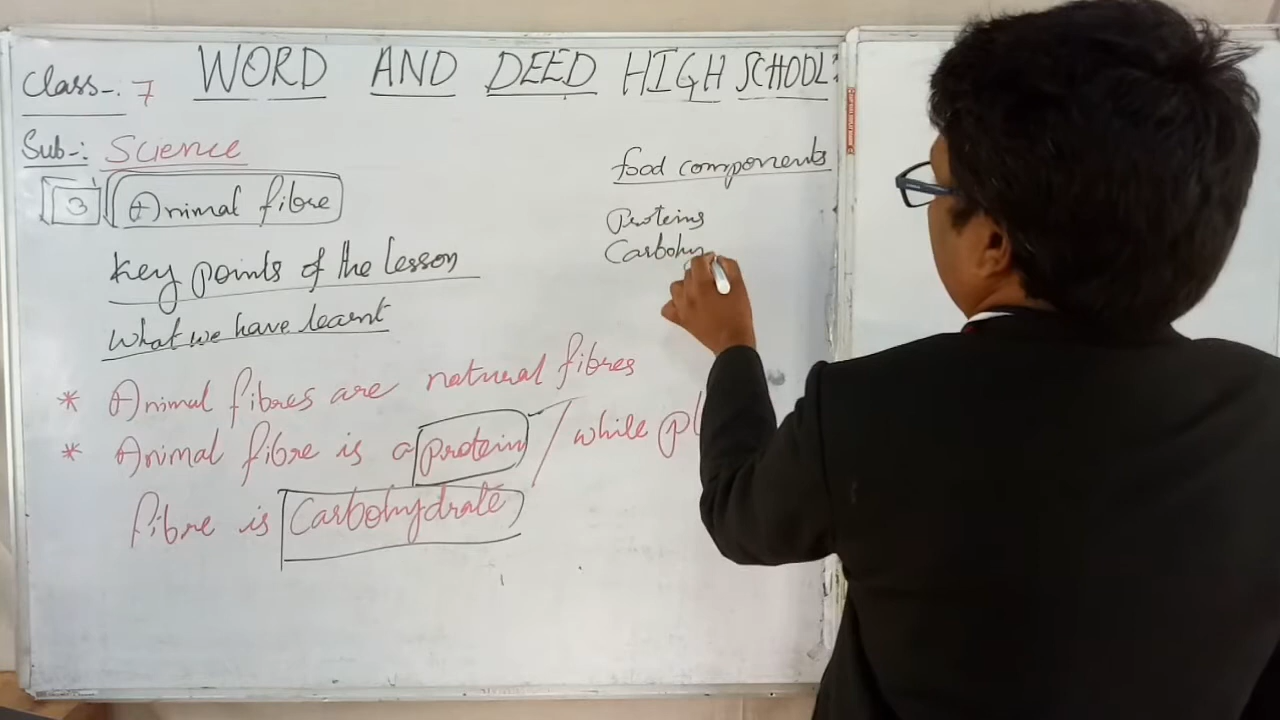 WORD AND DEED HIGH SCHOOL
Class-. 7
Sub-: Science
3 Animal fibre
Key points of the lesson
What we have learnt
* Animal fibres are natural fibres
* Animal fibre is a protein / while pl
fibre is Carbohydrate
food components
Proteins
Carbohy